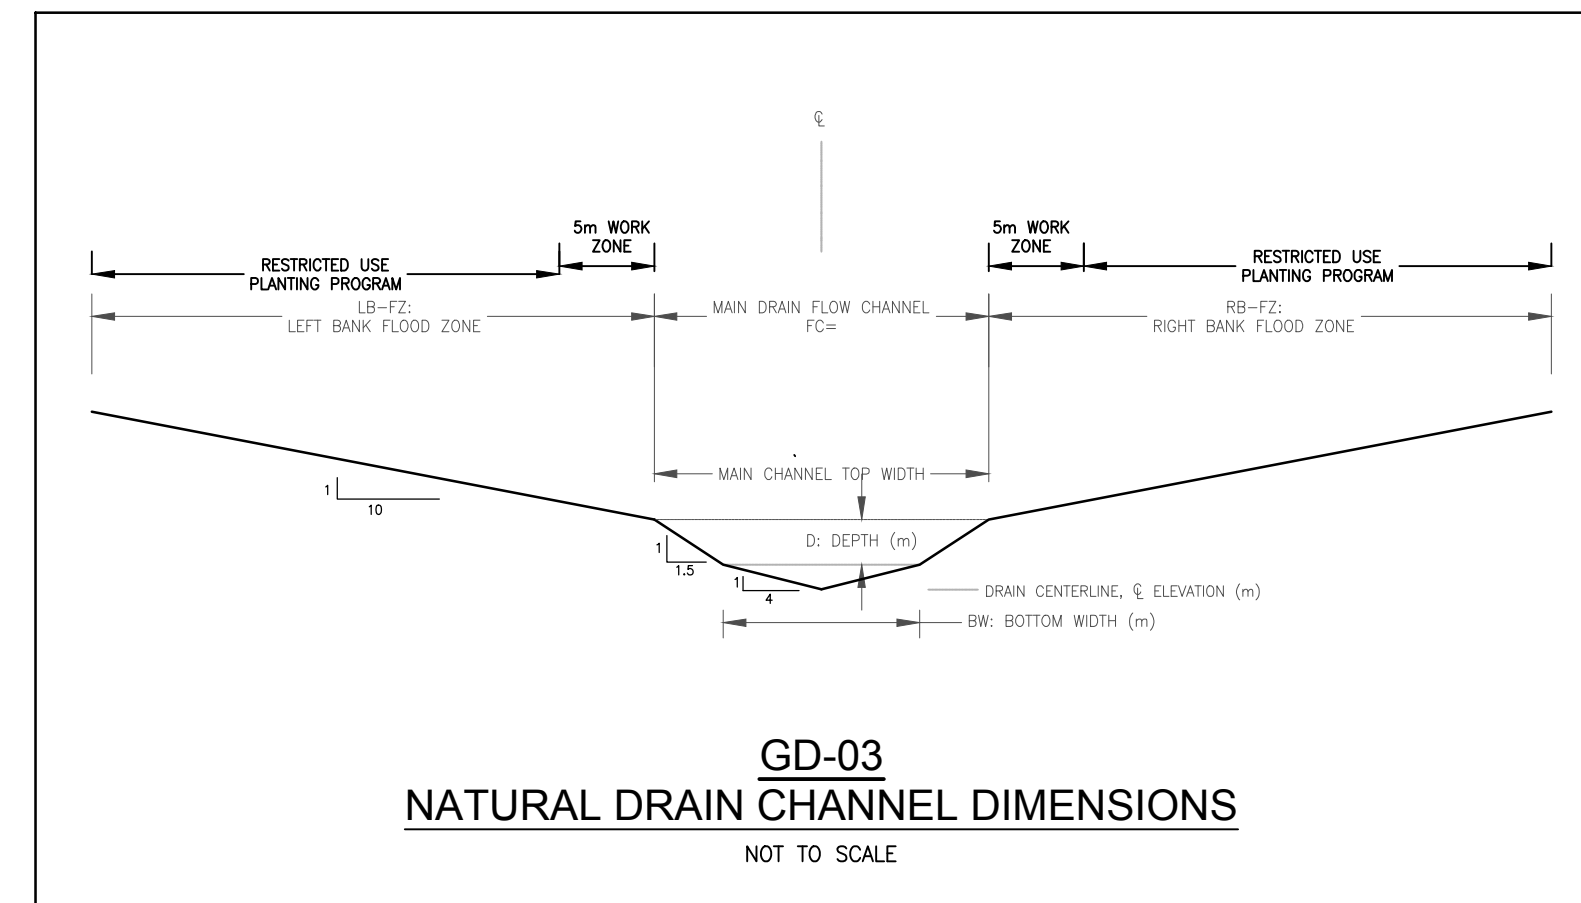 ℄
5m WORK
ZONE
5m WORK
ZONE
RESTRICTED USE
PLANTING PROGRAM
RESTRICTED USE
PLANTING PROGRAM
LB-FZ:
LEFT BANK FLOOD ZONE
MAIN DRAIN FLOW CHANNEL
FC=
RB-FZ:
RIGHT BANK FLOOD ZONE
MAIN CHANNEL TOP WIDTH
1
10
D: DEPTH (m)
1
1.5
1
4
DRAIN CENTERLINE, ℄ ELEVATION (m)
BW: BOTTOM WIDTH (m)
GD-03
NATURAL DRAIN CHANNEL DIMENSIONS
NOT TO SCALE